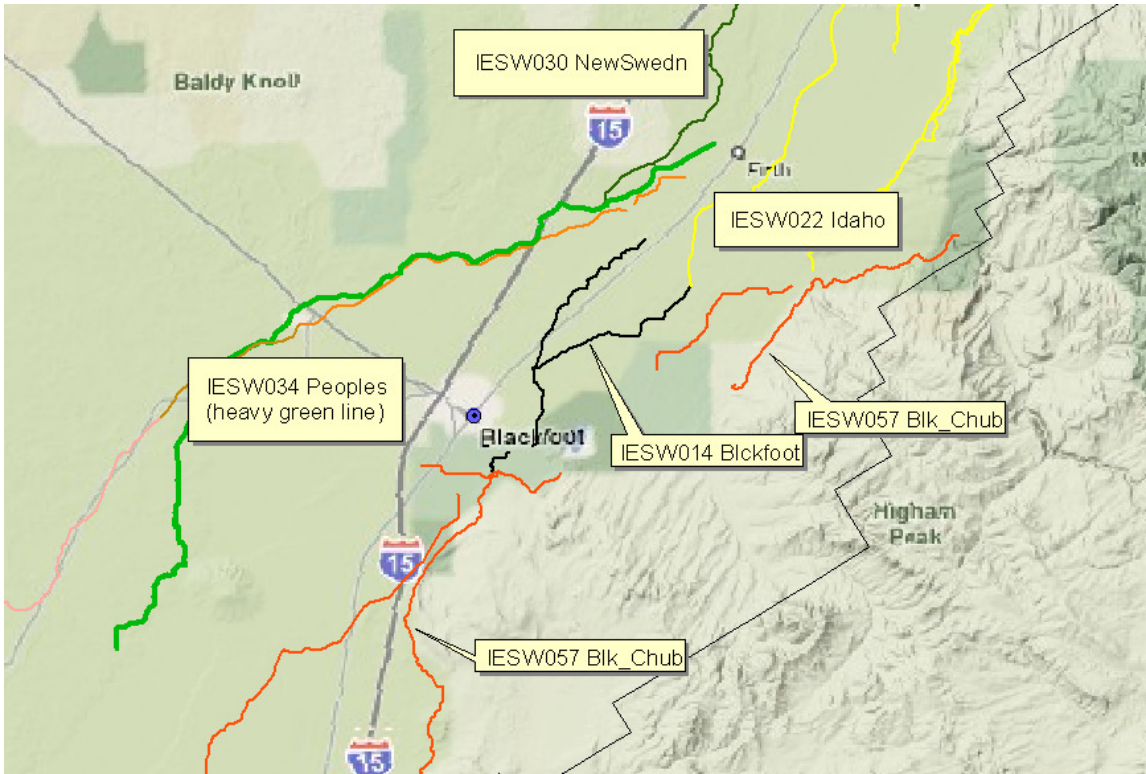 IESW030 NewSwedn
Baldy Knoll
15
Firth
IESW022 Idaho
IESW034 Peoples
(heavy green line)
IESW057 Blk_Chub
Blackfoot
IESW014 Blckfoot
Higham
Peak
15
IESW057 Blk_Chub
15